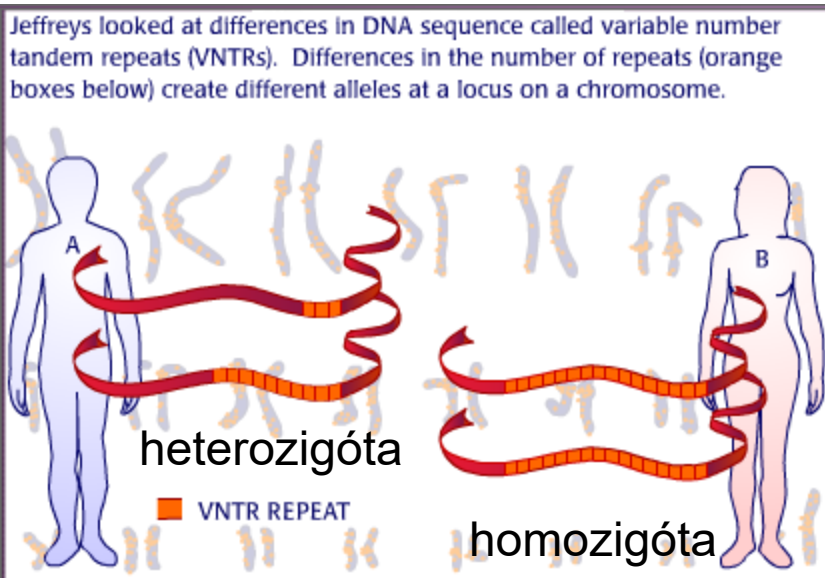 Jeffreys looked at differences in DNA sequence called variable number
tandem repeats (VNTRs). Differences in the number of repeats (orange
boxes below) create different alleles at a locus on a chromosome.
A
B
heterozigóta
VNTR REPEAT
homozigóta